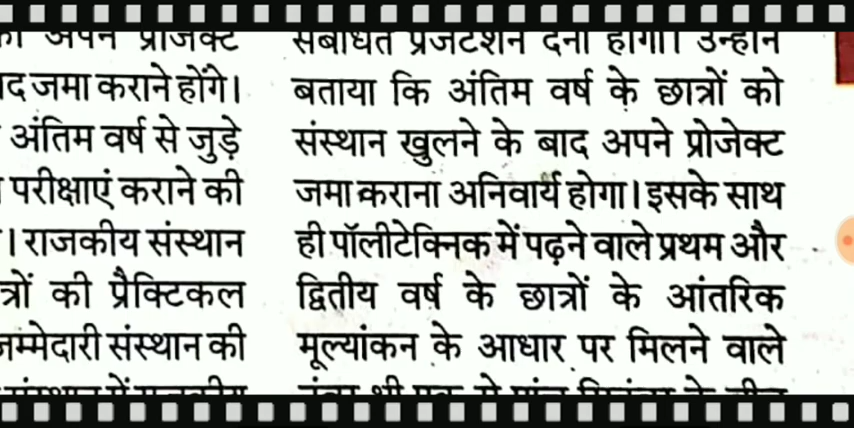 अपने प्रोजेक्ट
जमा कराने होंगे।
अंतिम वर्ष से जुड़े
परीक्षाएं कराने की
। राजकीय संस्थान
की प्रैक्टिकल
संस्थान की
संबंधित प्रजेंटेशन देना होगा। उन्होंने
बताया कि अंतिम वर्ष के छात्रों को
संस्थान खुलने के बाद अपने प्रोजेक्ट
जमा कराना अनिवार्य होगा। इसके साथ
ही पॉलीटेक्निक में पढ़ने वाले प्रथम और
द्वितीय वर्ष के छात्रों के आंतरिक
मूल्यांकन के आधार पर मिलने वाले